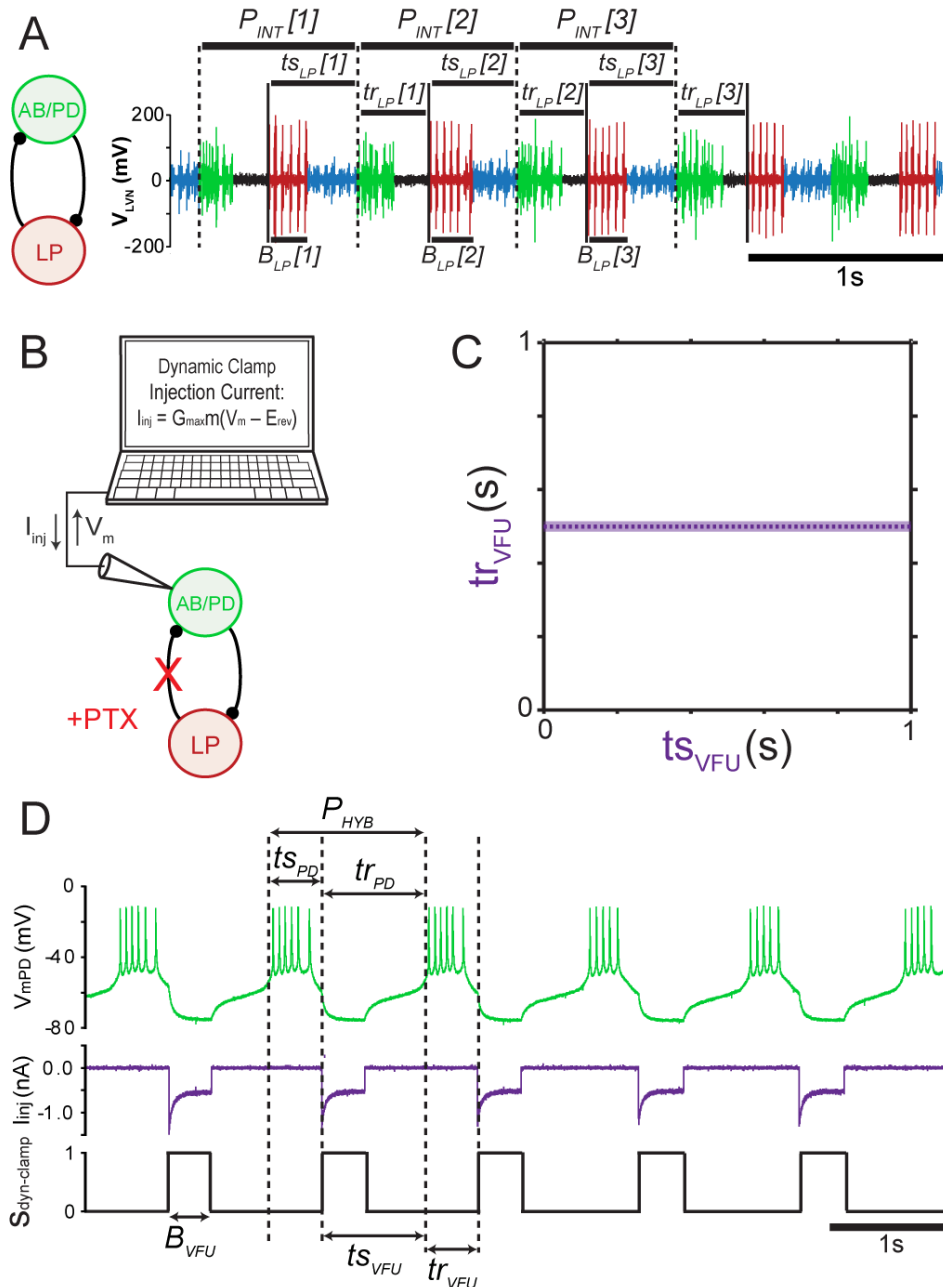 A
P_INT [1] P_INT [2] P_INT [3]
ts_LP [1] ts_LP [2] ts_LP [3]
tr_LP [1] tr_LP [2] tr_LP [3]
AB/PD
LP
V_LVN (mV)
200
0
-200
B_LP [1] B_LP [2] B_LP [3]
1s
B
Dynamic Clamp
Injection Current:
I_inj = G_max m(V_m – E_rev)
I_inj V_m
AB/PD
X
+PTX
LP
C
tr_VFU (s)
1
0
0 1
ts_VFU (s)
D
P_HYB
ts_PD tr_PD
V_mPD (mV)
0
-40
-80
I_inj (nA)
0.0
-1.0
S_dyn-clamp
1
0
B_VFU ts_VFU tr_VFU
1s